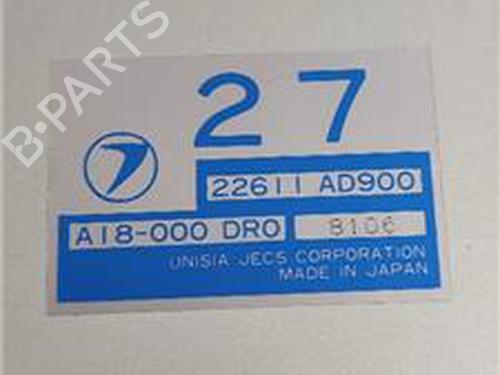 B-PARTS
27
22611 AD900
A18-000 DR0 8106
UNISIA JECS CORPORATION
MADE IN JAPAN